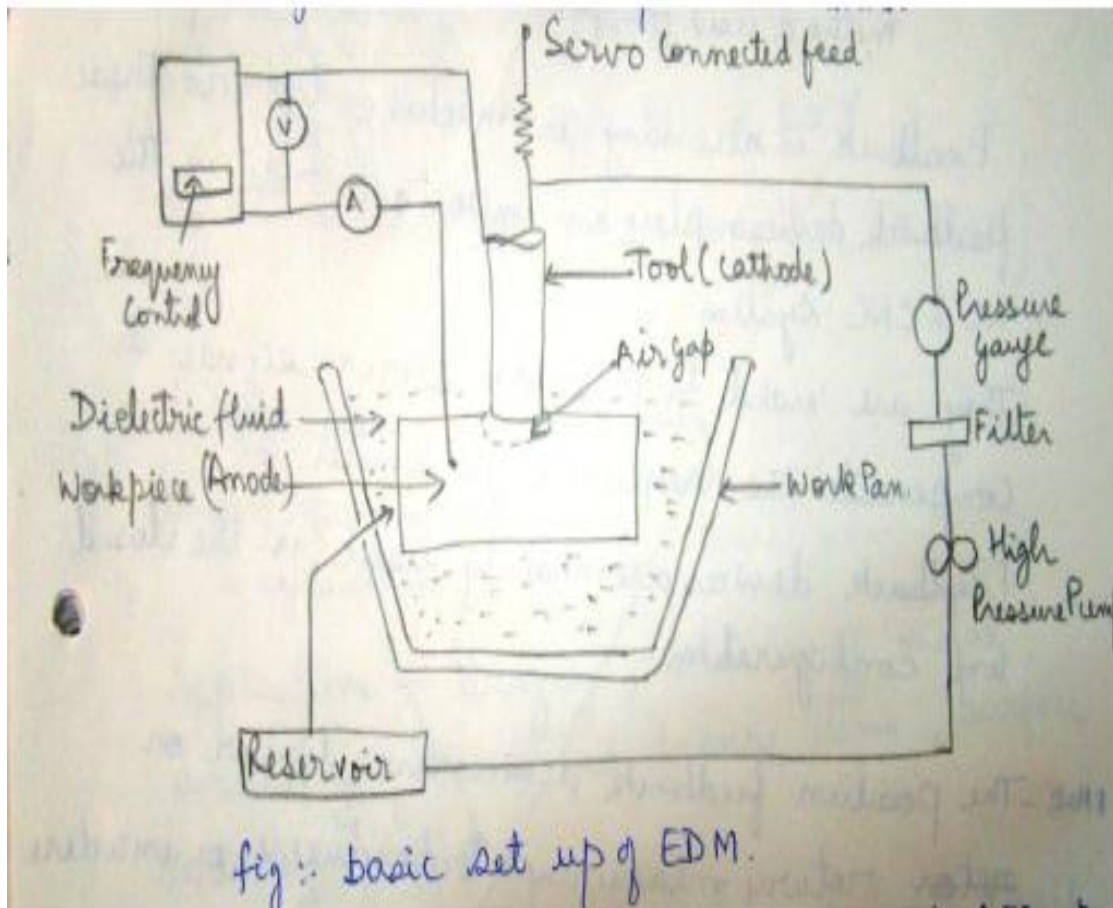 Servo Connected feed
V
A
Frequency
Control
Tool (Cathode)
Pressure
gauge
Air gap
Dielectric fluid
Filter
Workpiece (Anode)
Work Pan
High
Pressure Pum
Reservoir
fig :- basic set up of EDM.